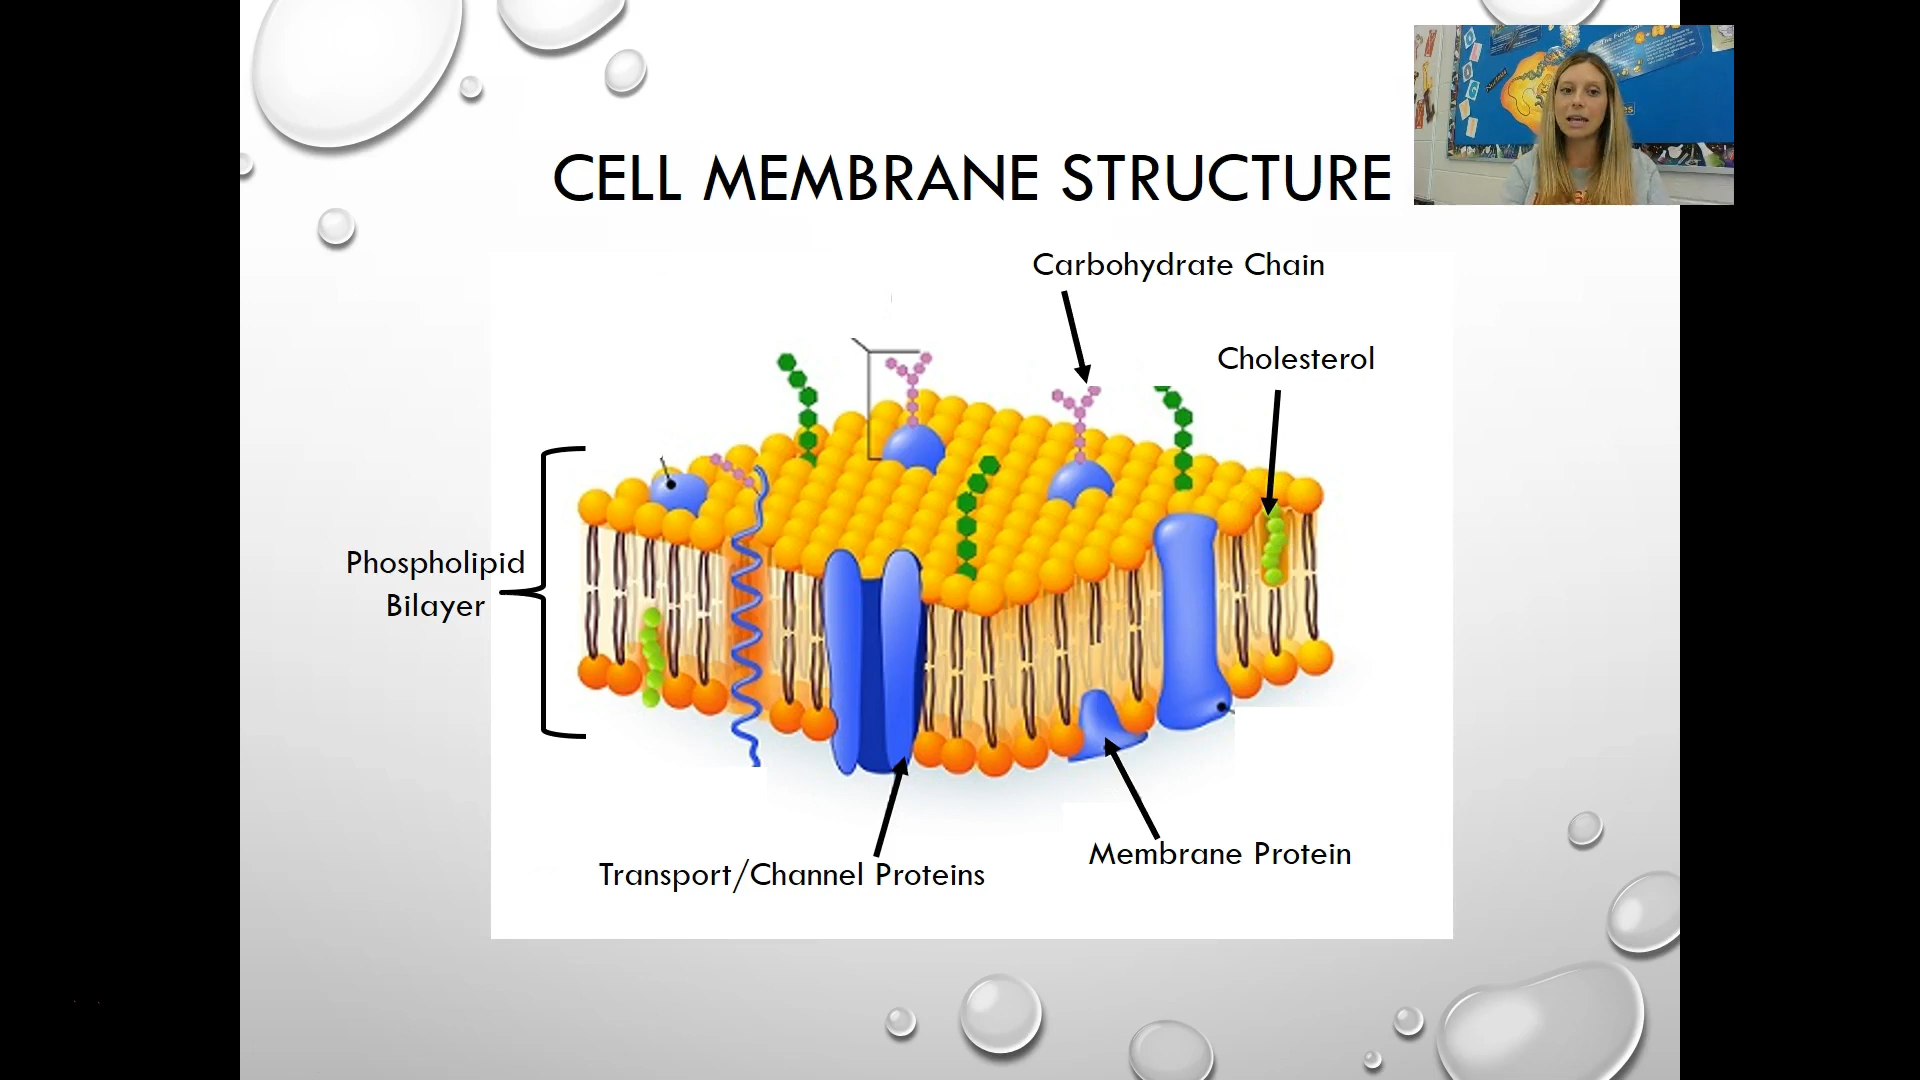 CELL MEMBRANE STRUCTURE
Carbohydrate Chain
Cholesterol
Phospholipid
Bilayer
Transport/Channel Proteins
Membrane Protein